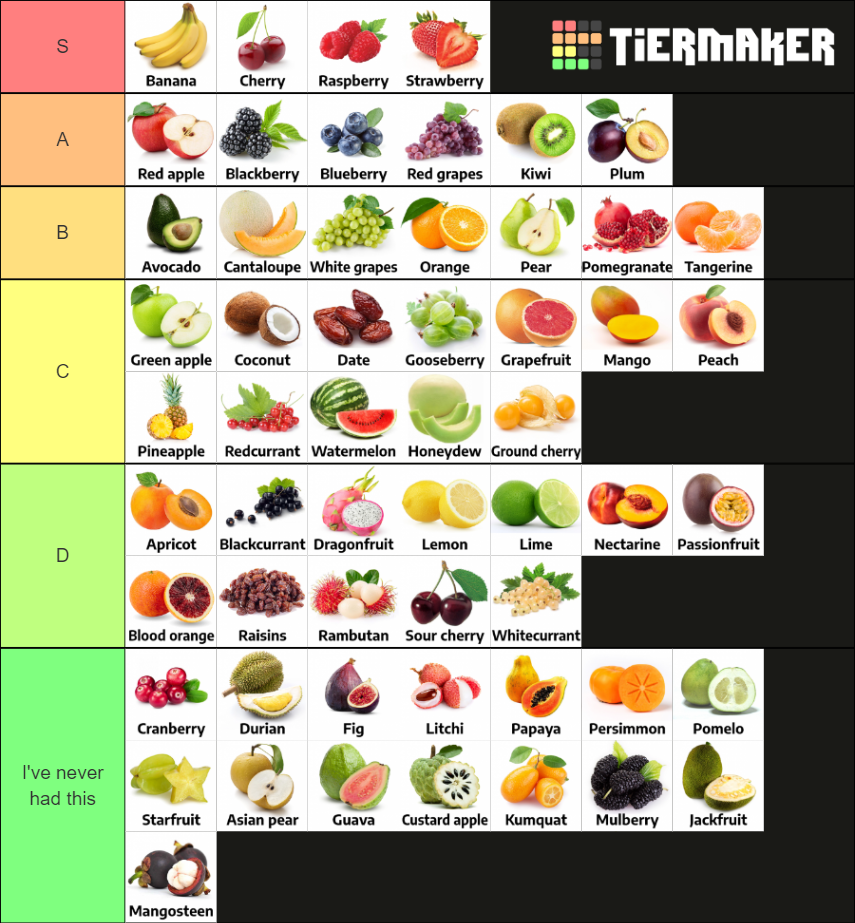 S
Banana Cherry Raspberry Strawberry
TiERMAKER
A
Red apple Blackberry Blueberry Red grapes Kiwi Plum
B
Avocado Cantaloupe White grapes Orange Pear Pomegranate Tangerine
C
Green apple Coconut Date Gooseberry Grapefruit Mango Peach
Pineapple Redcurrant Watermelon Honeydew Ground cherry
D
Apricot Blackcurrant Dragonfruit Lemon Lime Nectarine Passionfruit
Blood orange Raisins Rambutan Sour cherry Whitecurrant
I've never
had this
Cranberry Durian Fig Litchi Papaya Persimmon Pomelo
Starfruit Asian pear Guava Custard apple Kumquat Mulberry Jackfruit
Mangosteen